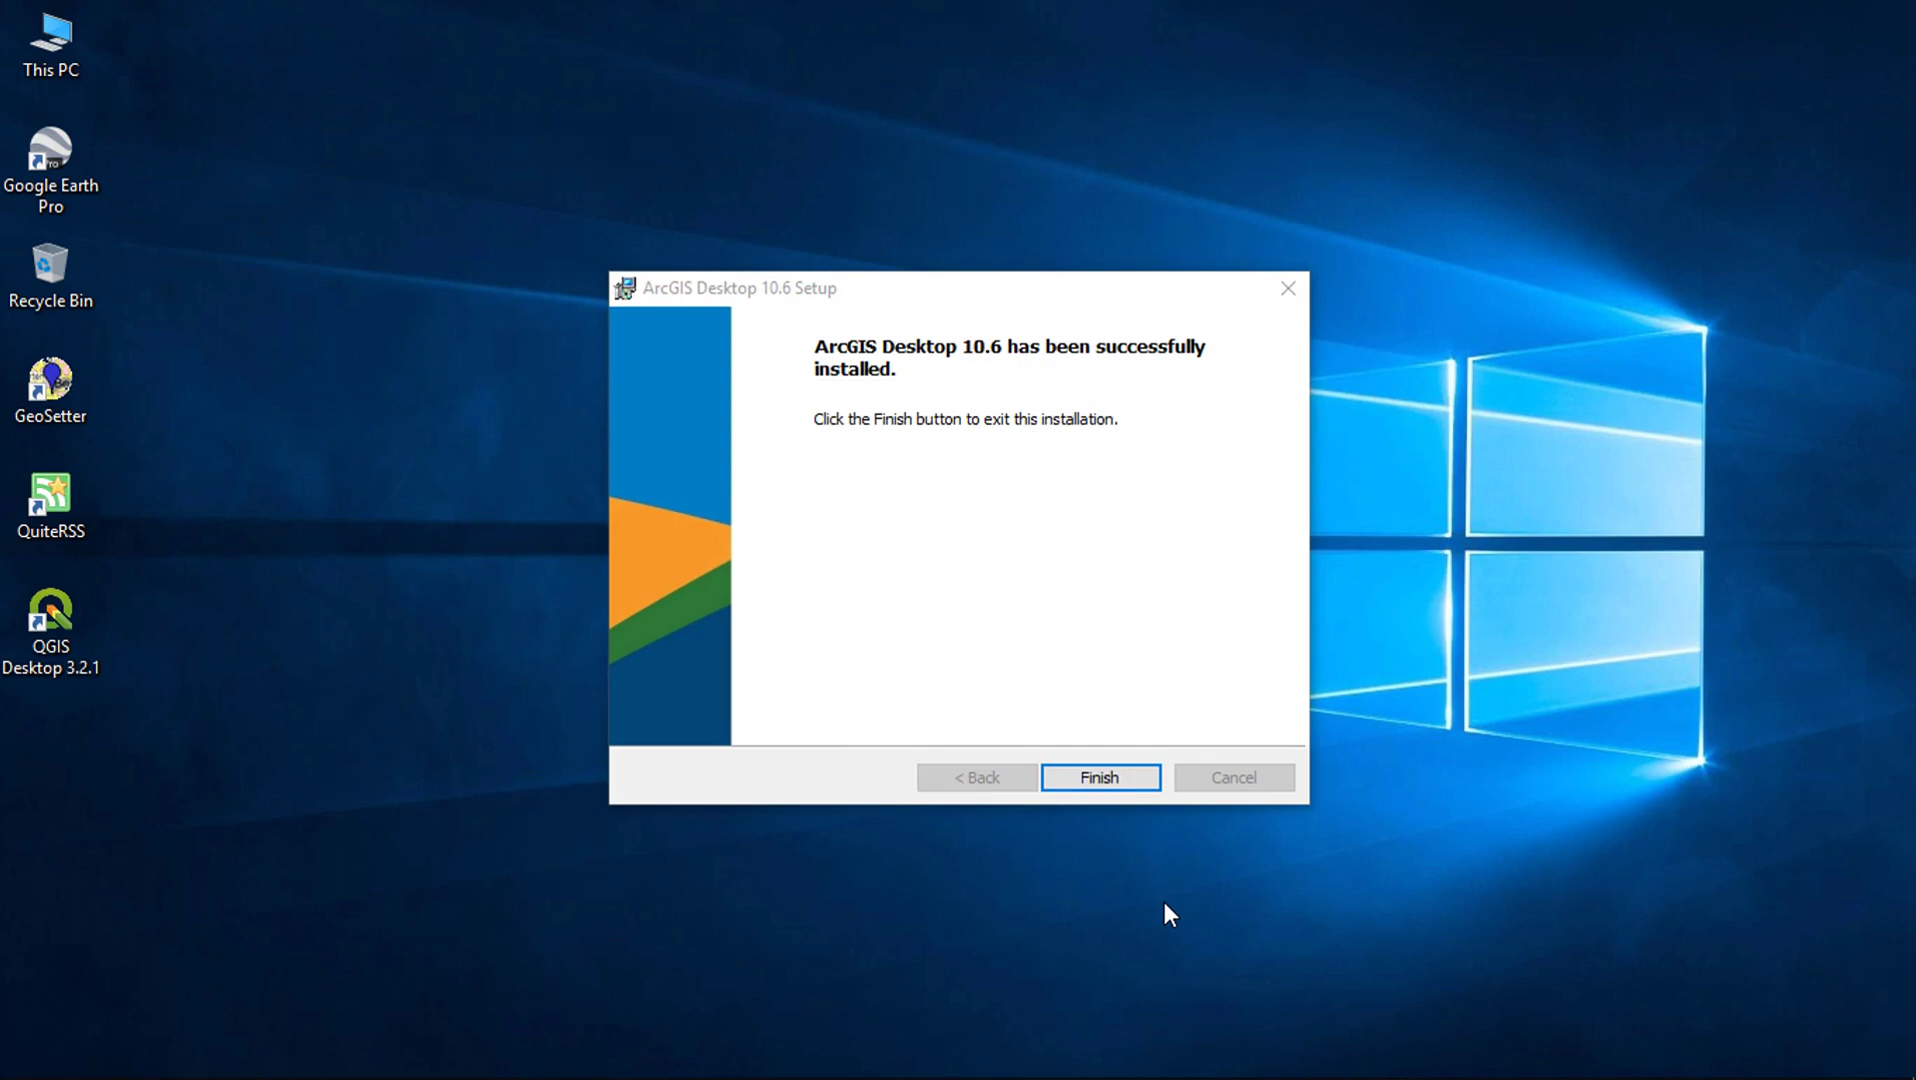 This PC
Google Earth
Pro
Recycle Bin
GeoSetter
QuiteRSS
QGIS
Desktop 3.2.1
ArcGIS Desktop 10.6 Setup
ArcGIS Desktop 10.6 has been successfully
installed.
Click the Finish button to exit this installation.
< Back
Finish
Cancel